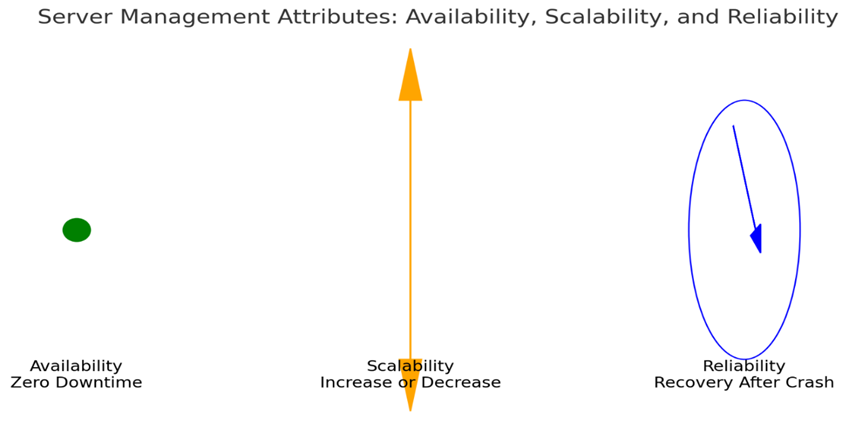 Server Management Attributes: Availability, Scalability, and Reliability
Availability
Zero Downtime
Scalability
Increase or Decrease
Reliability
Recovery After Crash